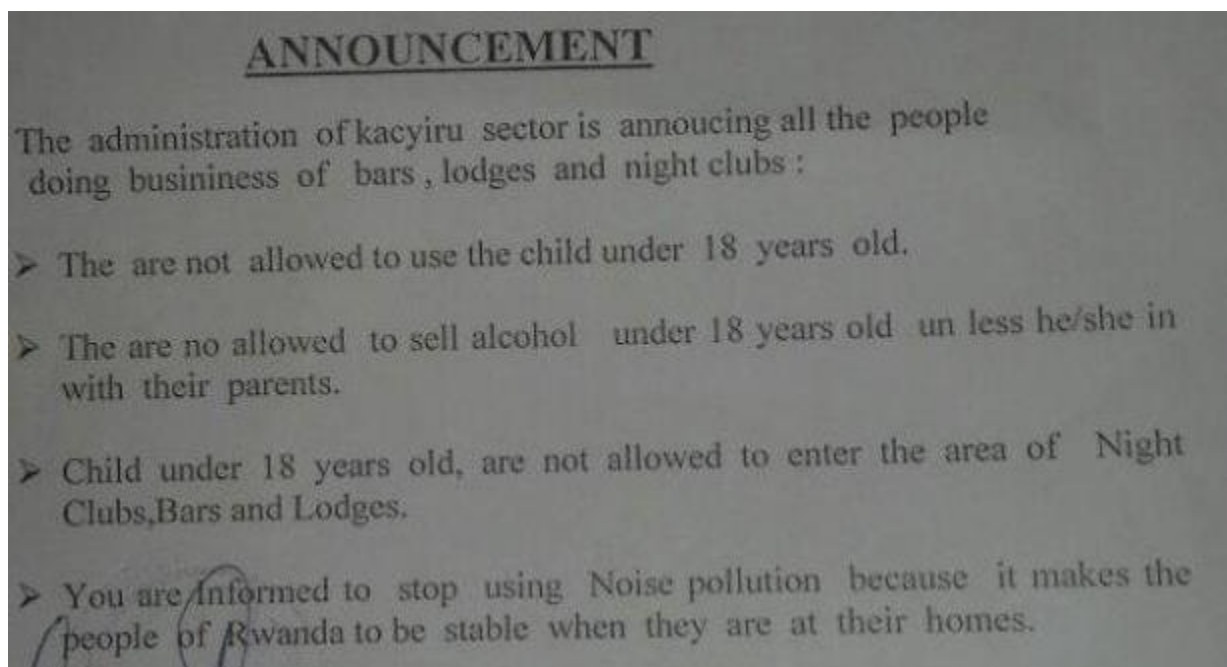 ANNOUNCEMENT
The administration of kacyiru sector is annoucing all the people
doing busininess of bars , lodges and night clubs :
➢ The are not allowed to use the child under 18 years old.
➢ The are no allowed to sell alcohol under 18 years old un less he/she in
with their parents.
➢ Child under 18 years old, are not allowed to enter the area of Night
Clubs,Bars and Lodges.
➢ You are Informed to stop using Noise pollution because it makes the
people of Rwanda to be stable when they are at their homes.